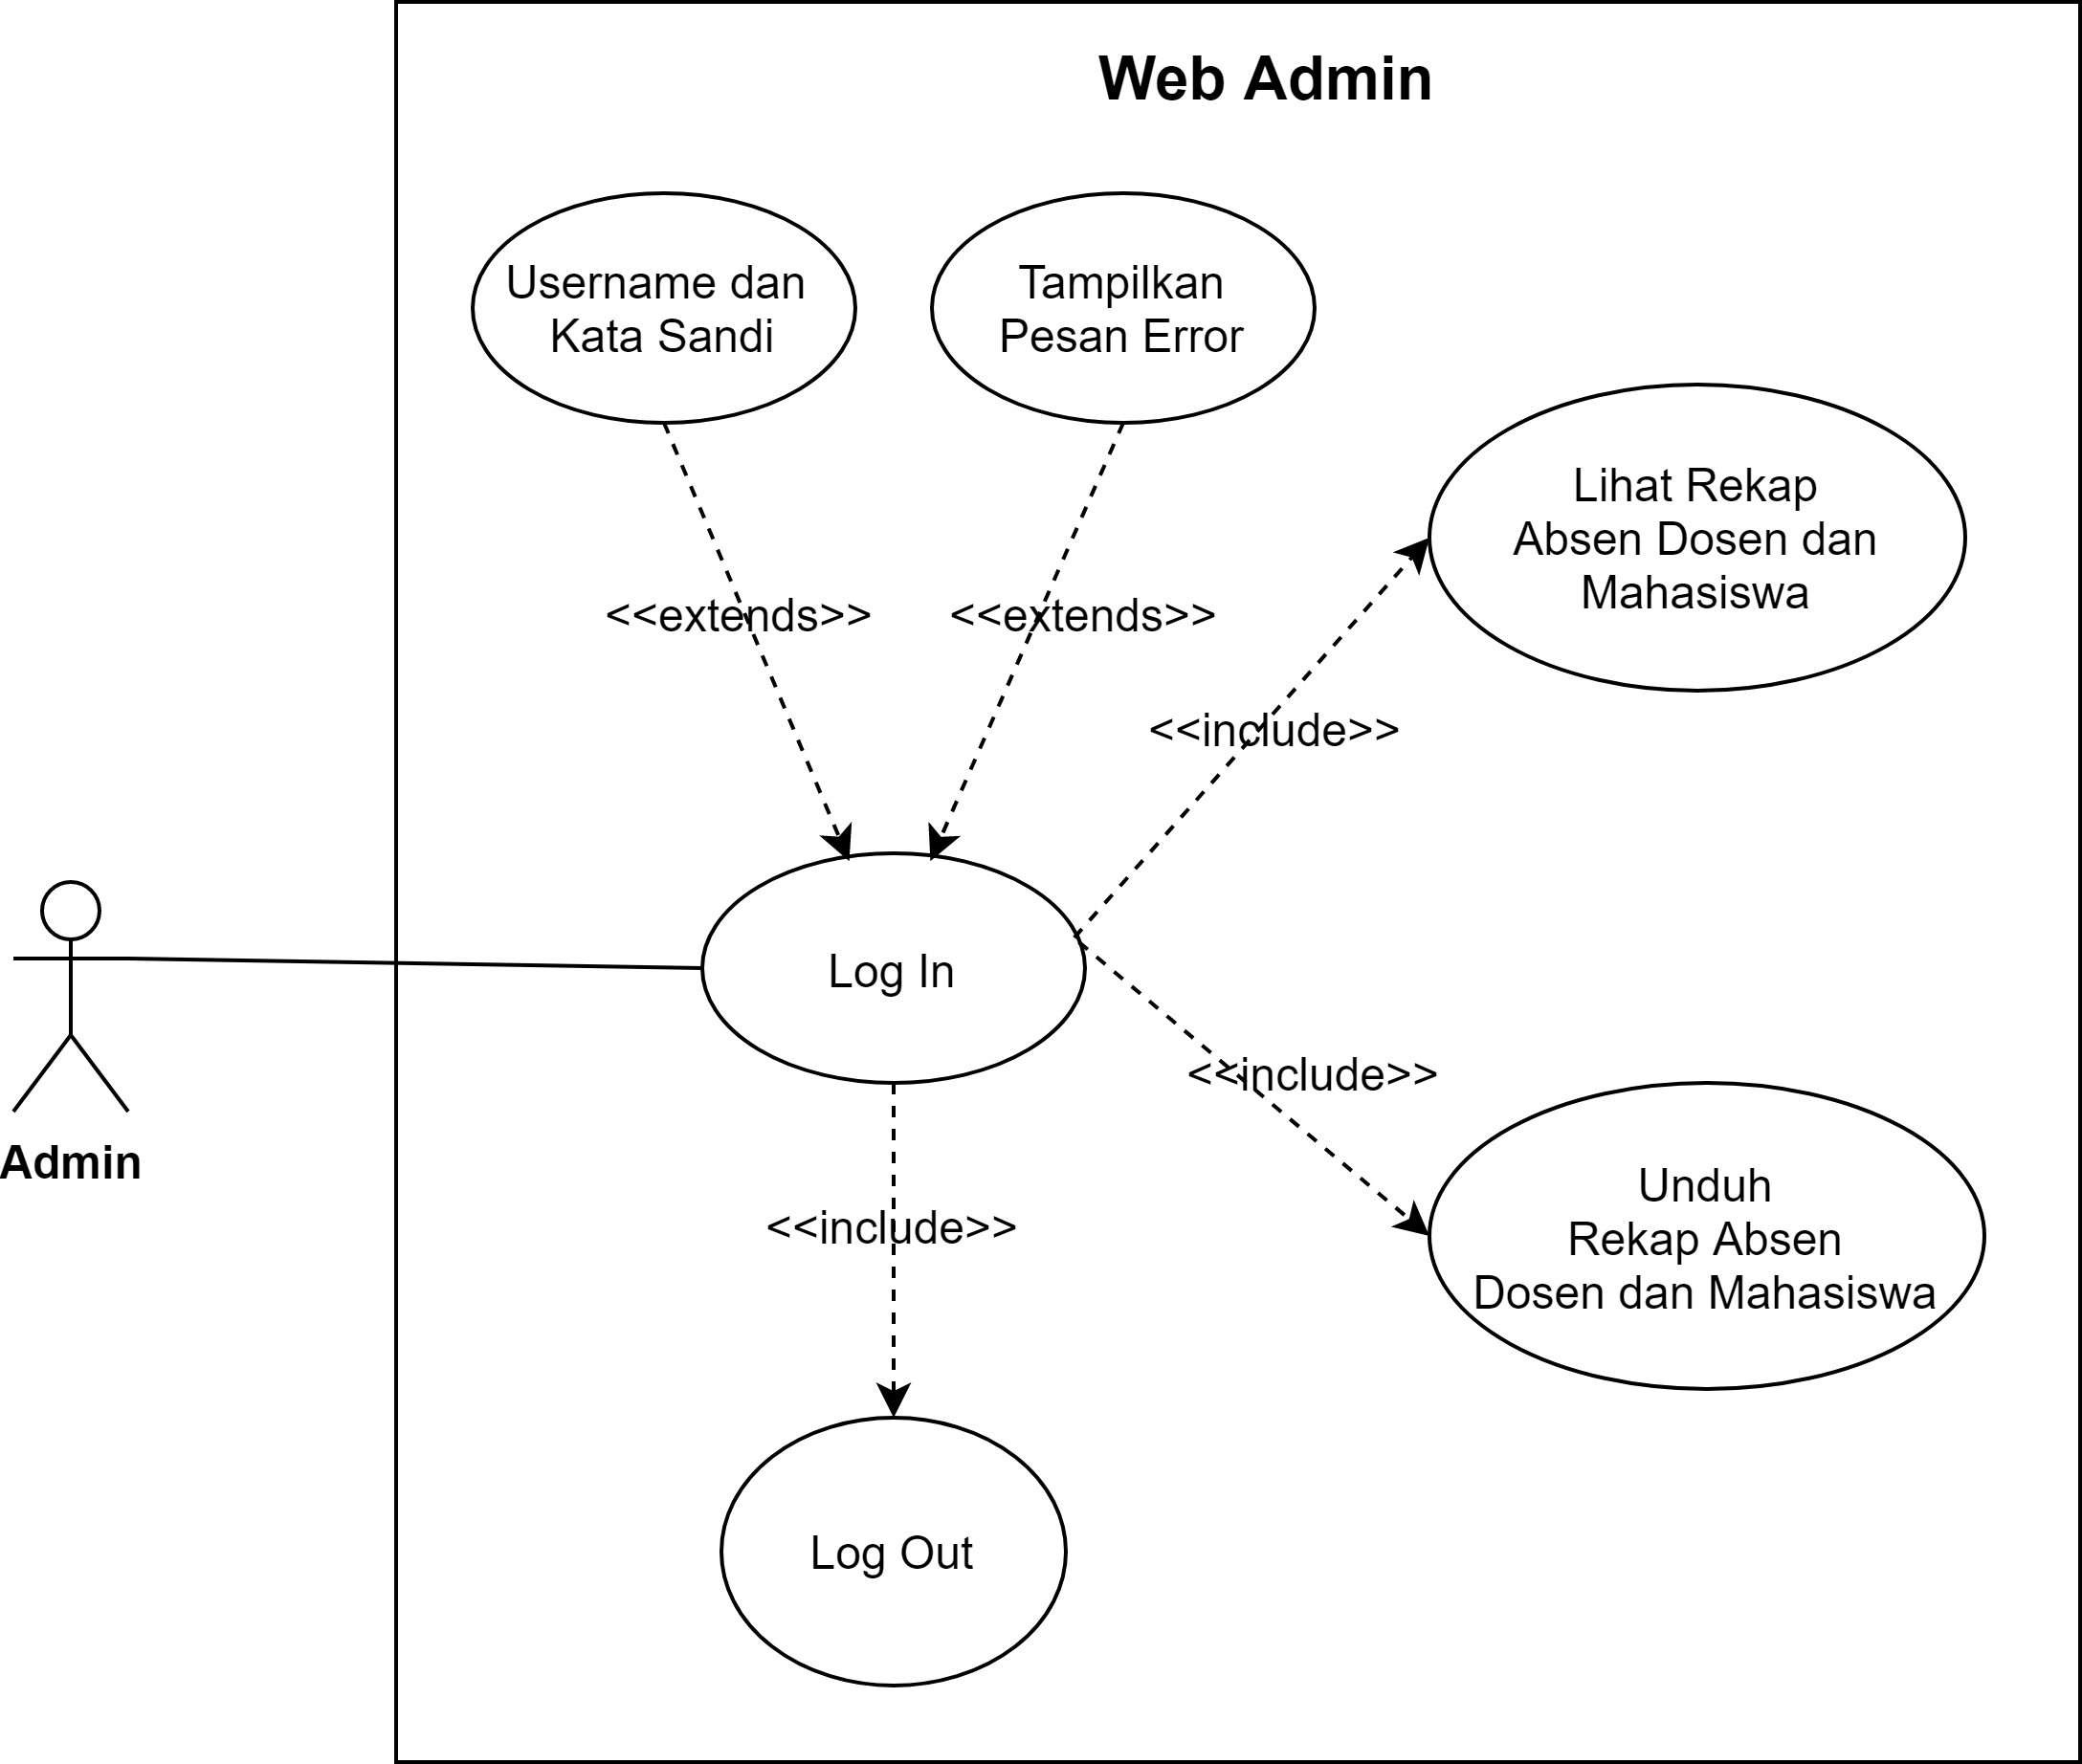 Web Admin
Username dan
Kata Sandi
Tampilkan
Pesan Error
Lihat Rekap
Absen Dosen dan
Mahasiswa
<<extends>>
<<extends>>
<<include>>
Log In
<<include>>
Admin
Unduh
Rekap Absen
Dosen dan Mahasiswa
<<include>>
Log Out